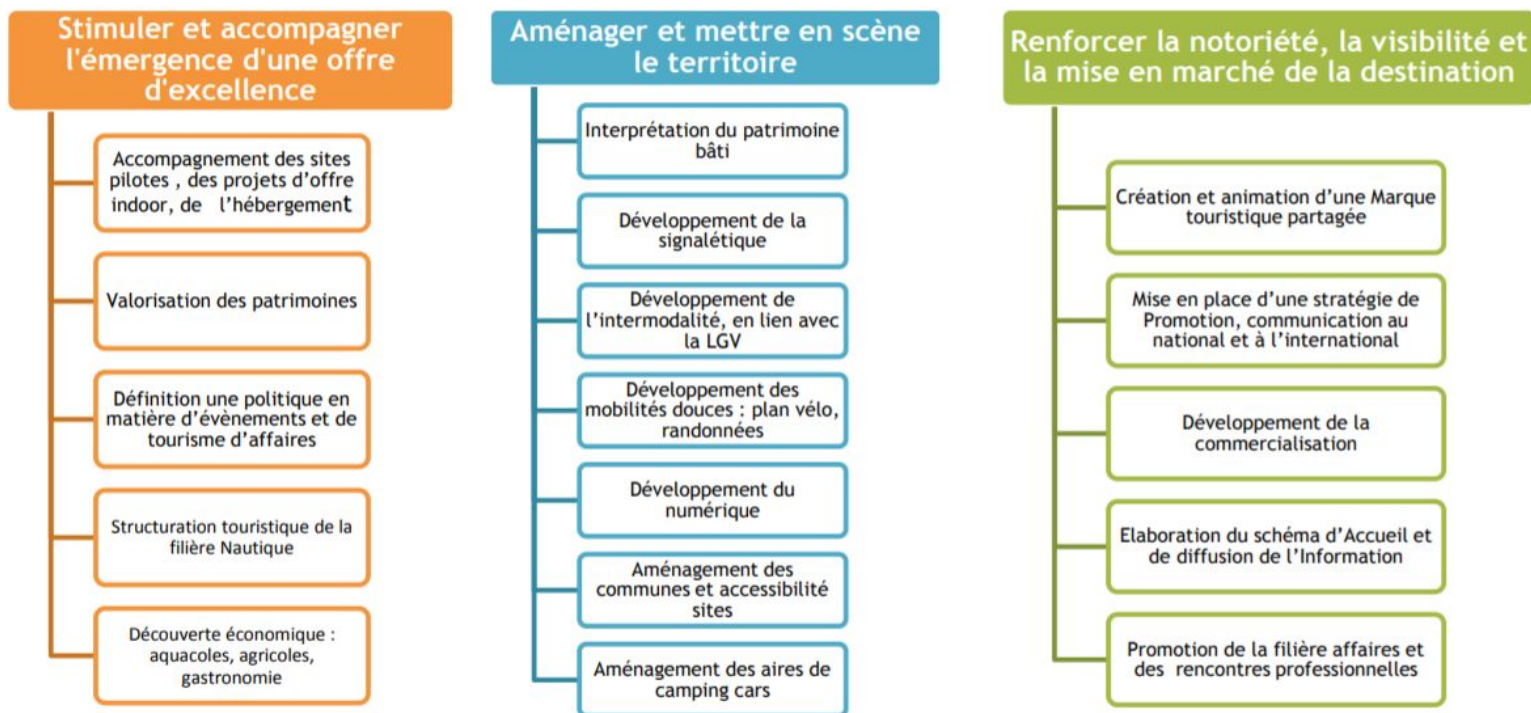 Stimuler et accompagner
l'émergence d'une offre
d'excellence
Accompagnement des sites
pilotes , des projets d’offre
indoor, de l’hébergement
Valorisation des patrimoines
Définition une politique en
matière d’évènements et de
tourisme d’affaires
Structuration touristique de la
filière Nautique
Découverte économique :
aquacoles, agricoles,
gastronomie
Aménager et mettre en scène
le territoire
Interprétation du patrimoine
bâti
Développement de la
signalétique
Développement de
l’intermodalité, en lien avec
la LGV
Développement des
mobilités douces : plan vélo,
randonnées
Développement du
numérique
Aménagement des
communes et accessibilité
sites
Aménagement des aires de
camping cars
Renforcer la notoriété, la visibilité et
la mise en marché de la destination
Création et animation d’une Marque
touristique partagée
Mise en place d’une stratégie de
Promotion, communication au
national et à l’international
Développement de la
commercialisation
Elaboration du schéma d’Accueil et
de diffusion de l’Information
Promotion de la filière affaires et
des rencontres professionnelles